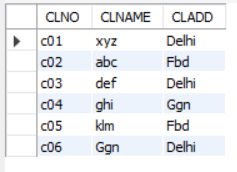 CLNO CLNAME CLADD
c01 xyz Delhi
c02 abc Fbd
c03 def Delhi
c04 ghi Ggn
c05 klm Fbd
c06 Ggn Delhi